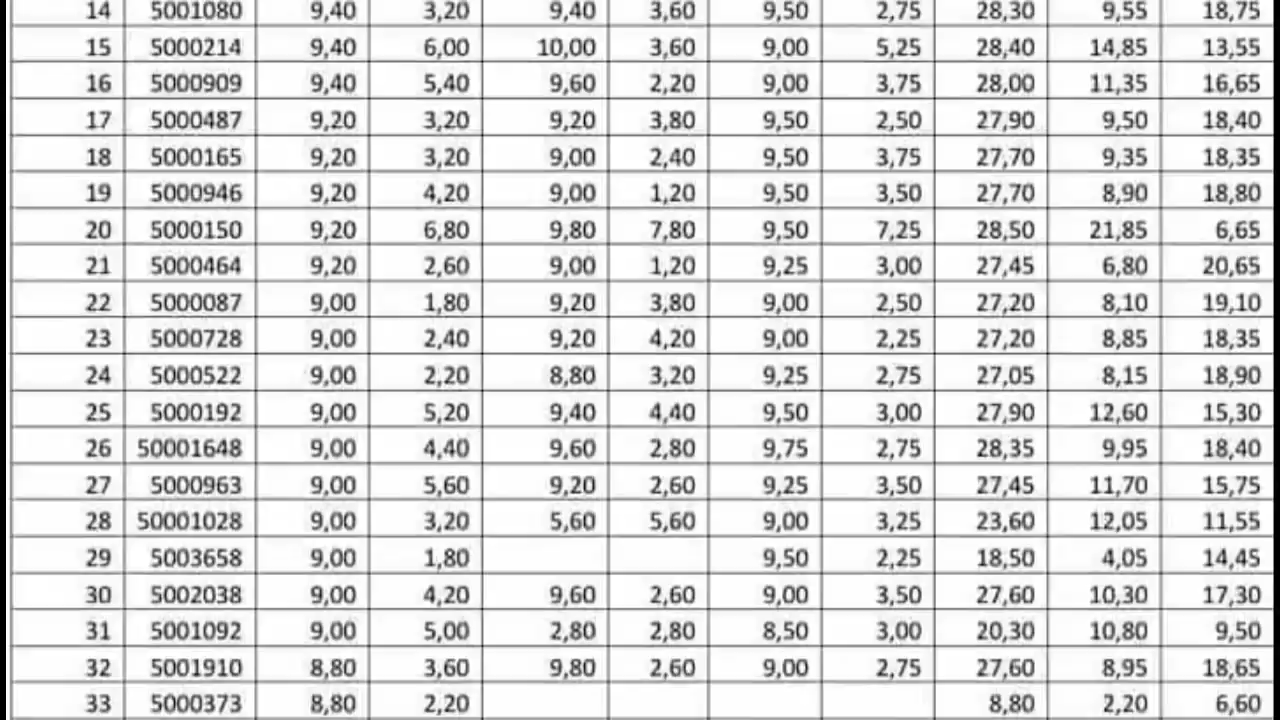 14 5001080 9,40 3,20 9,40 3,60 9,50 2,75 28,30 9,55 18,75
15 5000214 9,40 6,00 10,00 3,60 9,00 5,25 28,40 14,85 13,55
16 5000909 9,40 5,40 9,60 2,20 9,00 3,75 28,00 11,35 16,65
17 5000487 9,20 3,20 9,20 3,80 9,50 2,50 27,90 9,50 18,40
18 5000165 9,20 3,20 9,00 2,40 9,50 3,75 27,70 9,35 18,35
19 5000946 9,20 4,20 9,00 1,20 9,50 3,50 27,70 8,90 18,80
20 5000150 9,20 6,80 9,80 7,80 9,50 7,25 28,50 21,85 6,65
21 5000464 9,20 2,60 9,00 1,20 9,25 3,00 27,45 6,80 20,65
22 5000087 9,00 1,80 9,20 3,80 9,00 2,50 27,20 8,10 19,10
23 5000728 9,00 2,40 9,20 4,20 9,00 2,25 27,20 8,85 18,35
24 5000522 9,00 2,20 8,80 3,20 9,25 2,75 27,05 8,15 18,90
25 5000192 9,00 5,20 9,40 4,40 9,50 3,00 27,90 12,60 15,30
26 50001648 9,00 4,40 9,60 2,80 9,75 2,75 28,35 9,95 18,40
27 5000963 9,00 5,60 9,20 2,60 9,25 3,50 27,45 11,70 15,75
28 50001028 9,00 3,20 5,60 5,60 9,00 3,25 23,60 12,05 11,55
29 5003658 9,00 1,80 9,50 2,25 18,50 4,05 14,45
30 5002038 9,00 4,20 9,60 2,60 9,00 3,50 27,60 10,30 17,30
31 5001092 9,00 5,00 2,80 2,80 8,50 3,00 20,30 10,80 9,50
32 5001910 8,80 3,60 9,80 2,60 9,00 2,75 27,60 8,95 18,65
33 5000373 8,80 2,20 8,80 2,20 6,60